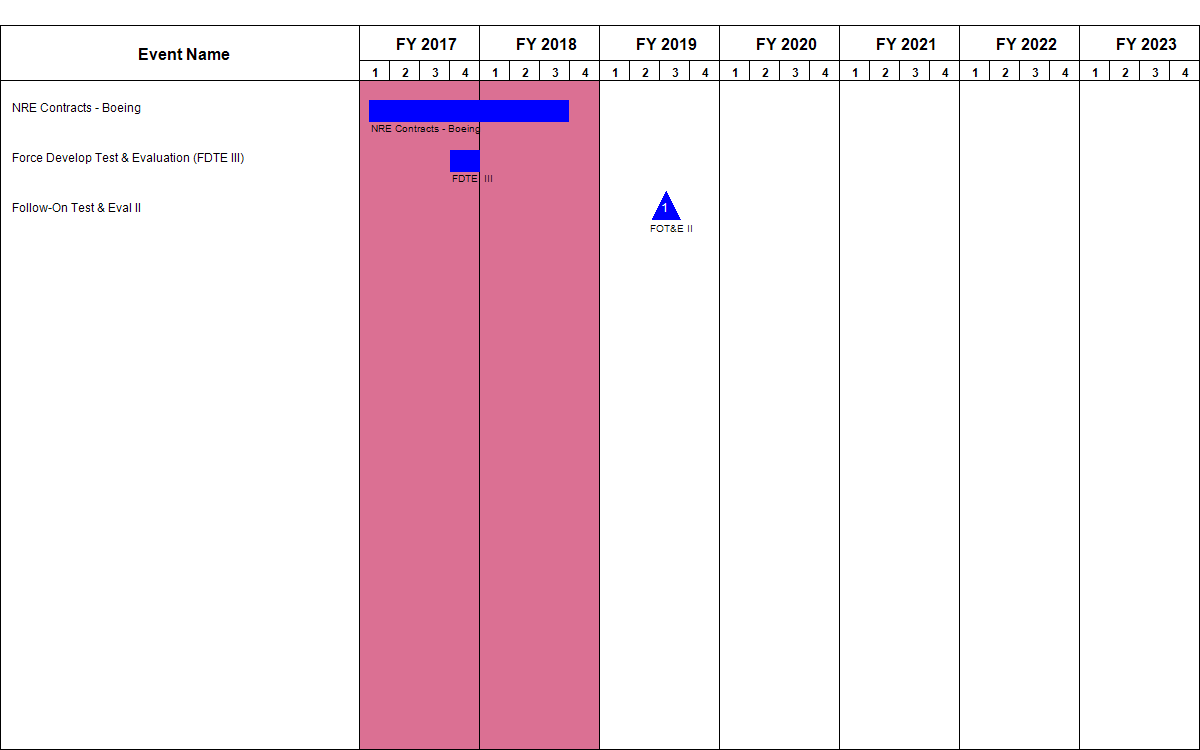 Event Name
FY 2017 FY 2018 FY 2019 FY 2020 FY 2021 FY 2022 FY 2023
1 2 3 4 1 2 3 4 1 2 3 4 1 2 3 4 1 2 3 4 1 2 3 4 1 2 3 4
NRE Contracts - Boeing
NRE Contracts - Boeing
Force Develop Test & Evaluation (FDTE III)
FDTE III
Follow-On Test & Eval II
1
FOT&E II